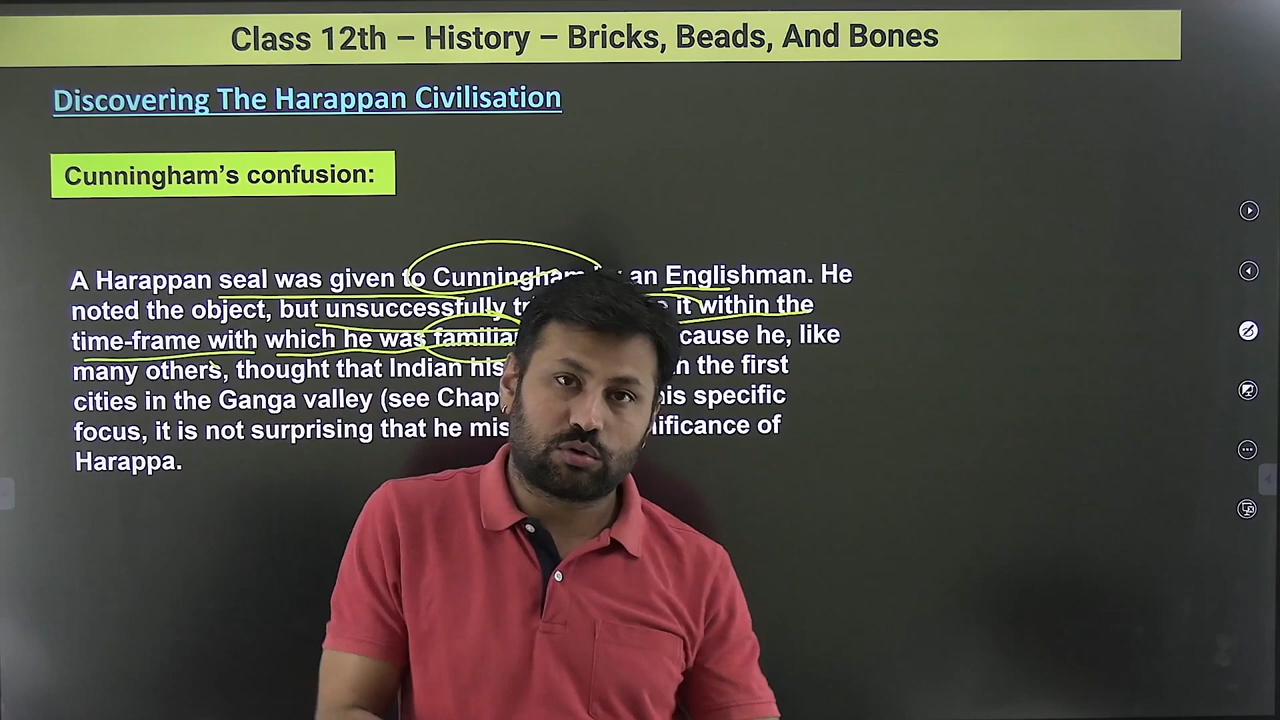 Class 12th – History – Bricks, Beads, And Bones
Discovering The Harappan Civilisation
Cunningham's confusion:
A Harappan seal was given to Cunningham by an Englishman. He
noted the object, but unsuccessfully it within the
time-frame with which he was familiar cause he, like
many others, thought that Indian the first
cities in the Ganga valley (see specific
focus, it is not surprising that he of
Harappa.